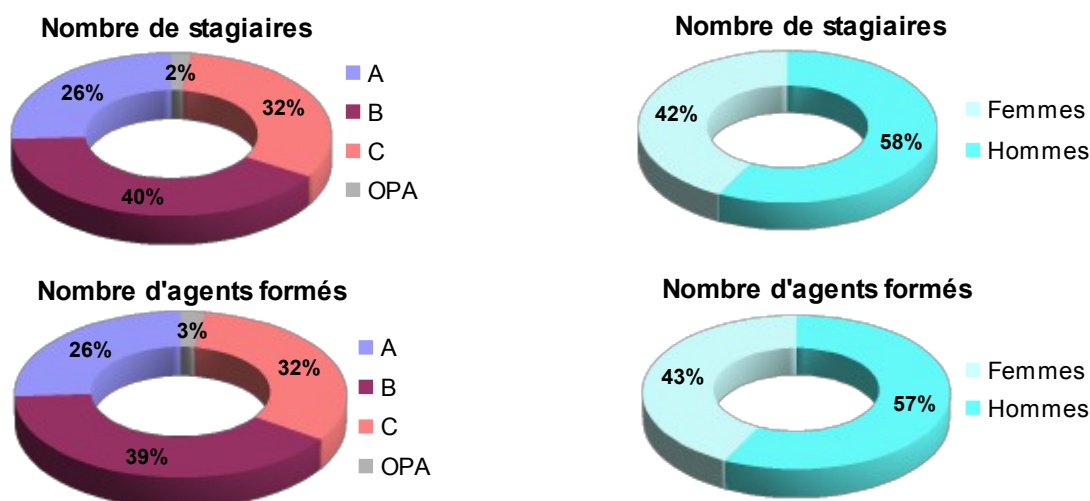 Nombre de stagiaires
2%
26%
32%
40%
A
B
C
OPA
Nombre de stagiaires
42%
58%
Femmes
Hommes
Nombre d'agents formés
3%
26%
32%
39%
A
B
C
OPA
Nombre d'agents formés
43%
57%
Femmes
Hommes